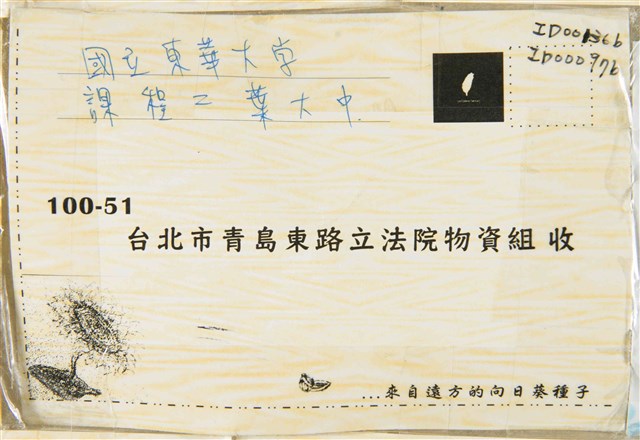 ID00136b
ID00097b
國立東華大学
課程二葉大中
100-51
台北市青島東路立法院物資組 收
...來自遠方的向日葵種子